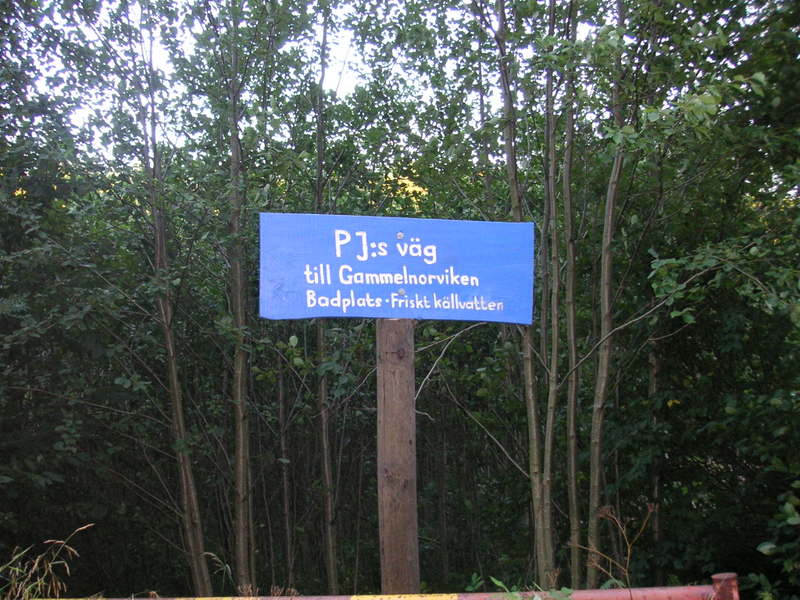 PJ:s väg
till Gammelnorviken
Badplats · Friskt källvatten